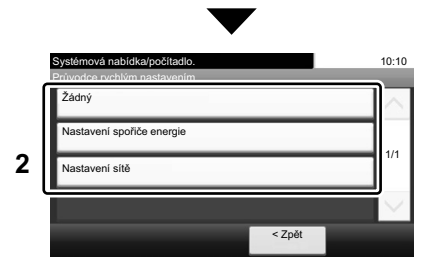 Systémová nabídka/počítadlo.
10:10
Průvodce rychlým nastavením
Žádný
Nastavení spořiče energie
1/1
2
Nastavení sítě
< Zpět